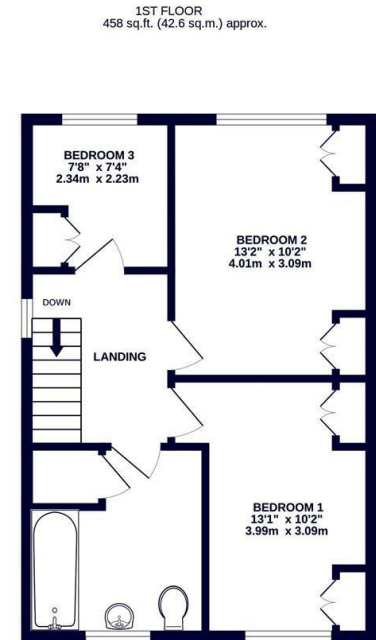 1ST FLOOR
458 sq.ft. (42.6 sq.m.) approx.
BEDROOM 3
7'8" x 7'4"
2.34m x 2.23m
BEDROOM 2
13'2" x 10'2"
4.01m x 3.09m
DOWN
LANDING
BEDROOM 1
13'1" x 10'2"
3.99m x 3.09m